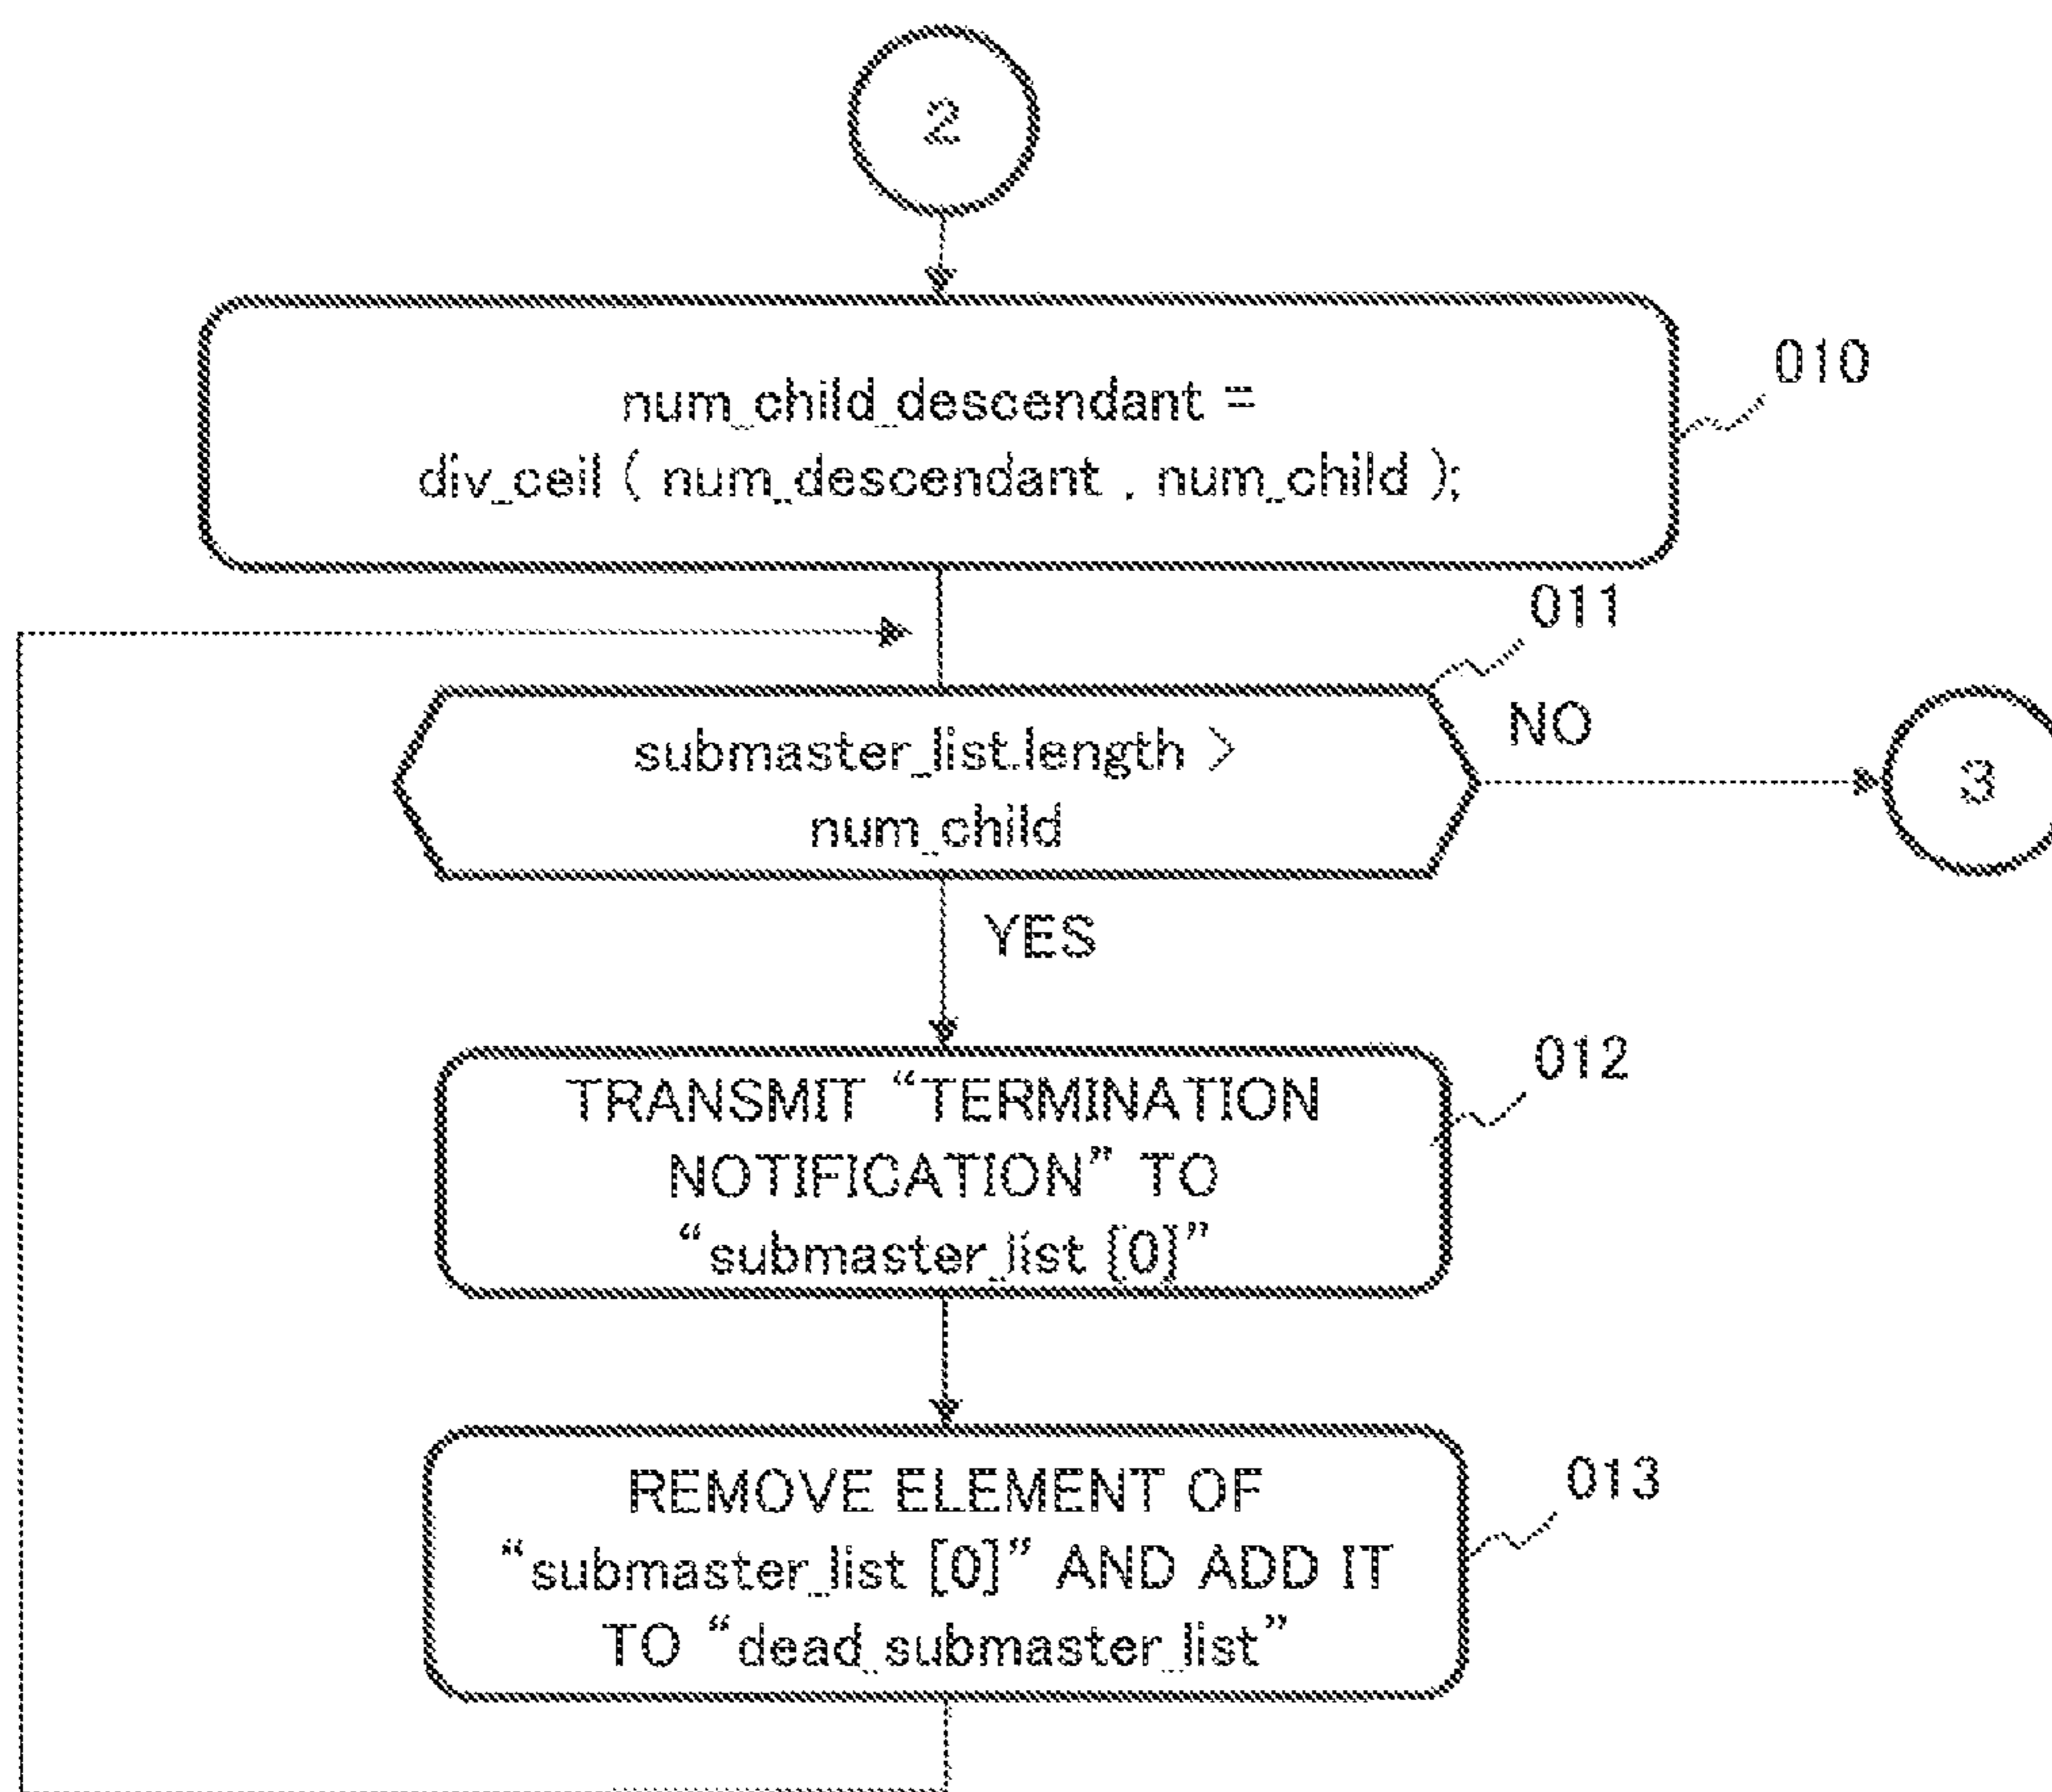 2
num_child_descendant =
div_ceil ( num_descendant , num_child );
010
011
submaster_list.length >
num_child
NO
3
YES
TRANSMIT “TERMINATION
NOTIFICATION” TO
“submaster_list [0]”
012
REMOVE ELEMENT OF
“submaster_list [0]” AND ADD IT
TO “dead_submaster_list”
013